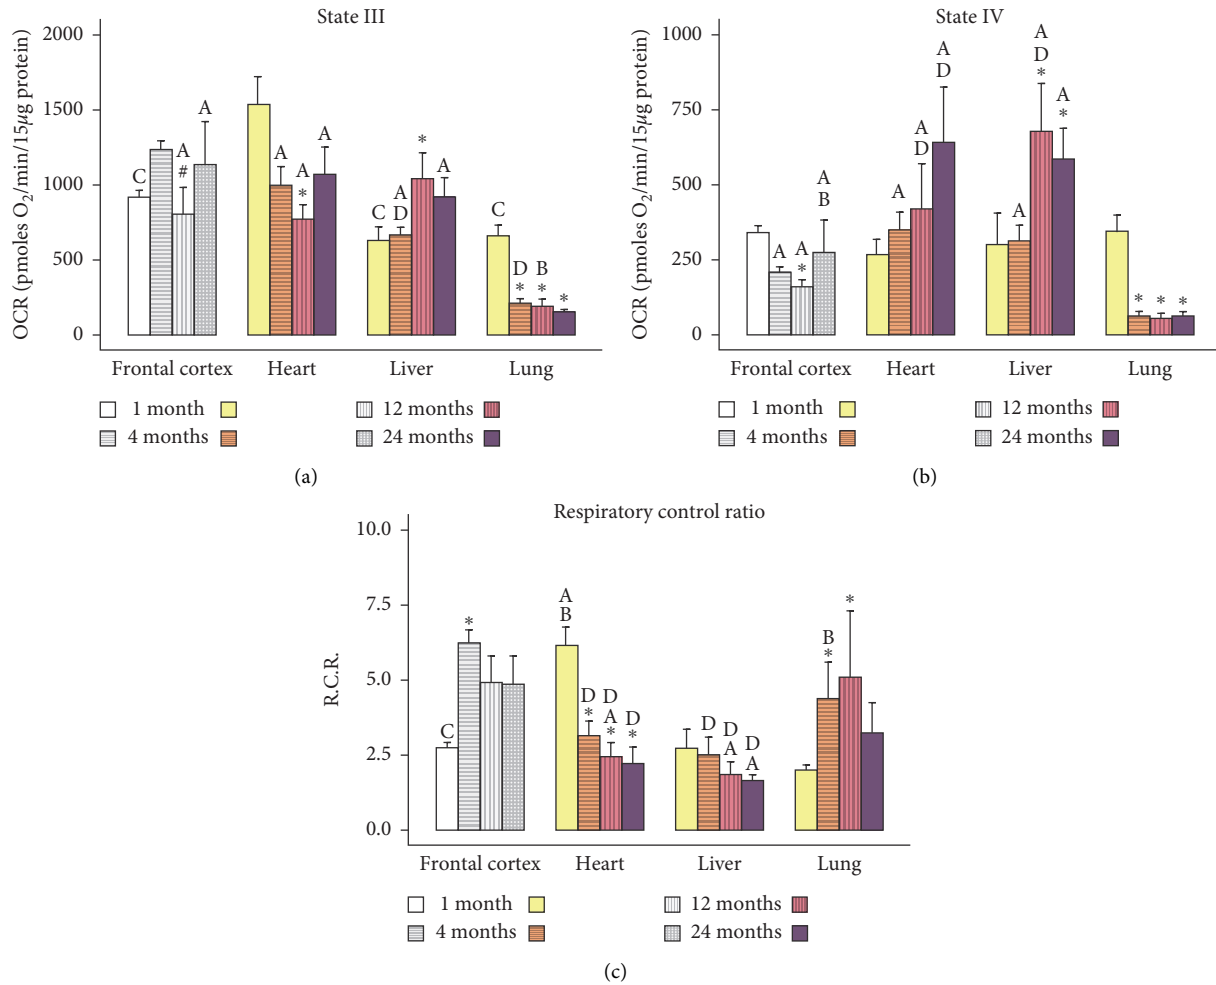 State III
OCR (pmoles O₂/min/15µg protein)
2000
1500
1000
500
0
C
A
#
A
A
A
*
A
C
A
D
*
A
C
D
*
B
*
*
Frontal cortex Heart Liver Lung
1 month 12 months
4 months 24 months
(a)
State IV
OCR (pmoles O₂/min/15µg protein)
1000
750
500
250
0
A
A
*
A
B
A
A
D
A
D
A
A
D
*
A
*
*
*
*
Frontal cortex Heart Liver Lung
1 month 12 months
4 months 24 months
(b)
Respiratory control ratio
R.C.R.
10.0
7.5
5.0
2.5
0.0
C
*
A
B
D
*
D
A
*
D
*
D
D
A
D
A
B
*
*
Frontal cortex Heart Liver Lung
1 month 12 months
4 months 24 months
(c)